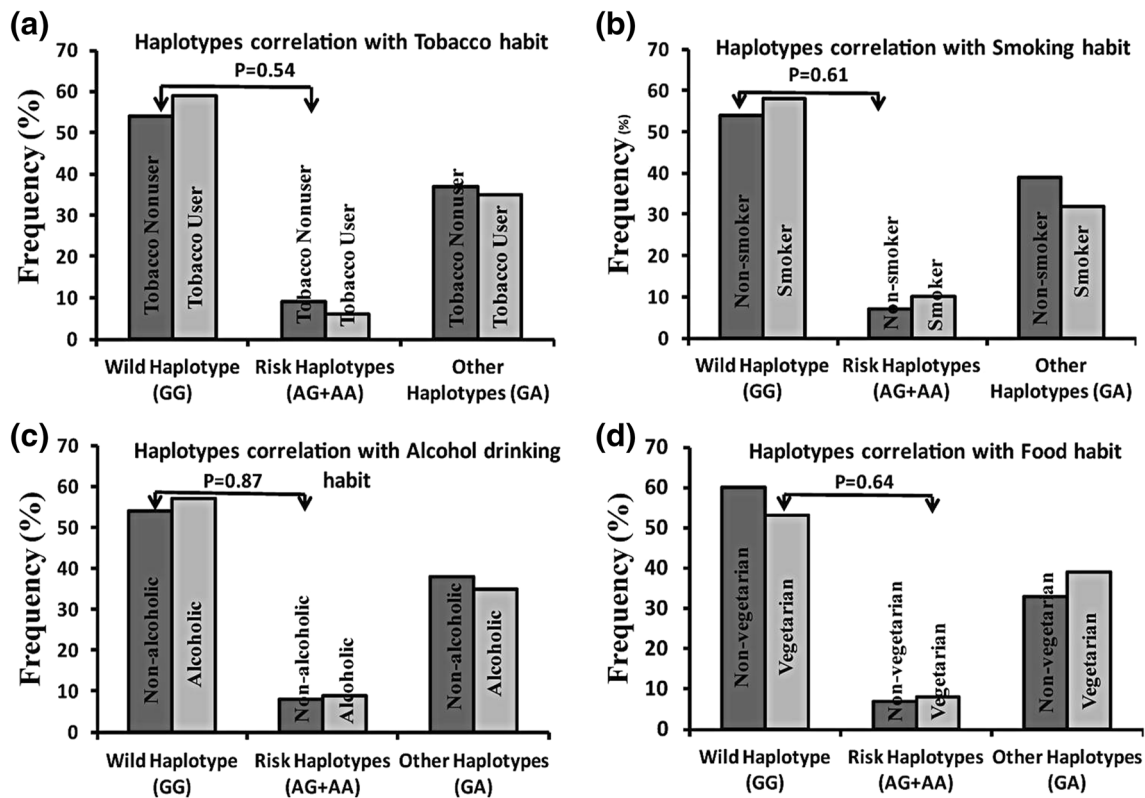 (a)
Haplotypes correlation with Tobacco habit
P=0.54
Frequency (%)
70
60
50
40
30
20
10
0
Tobacco Nonuser
Tobacco User
Tobacco Nonuser
Tobacco User
Tobacco Nonuser
Tobacco User
Wild Haplotype
(GG)
Risk Haplotypes
(AG+AA)
Other
Haplotypes (GA)
(b)
Haplotypes correlation with Smoking habit
P=0.61
Frequency (%)
70
60
50
40
30
20
10
0
Non-smoker
Smoker
Non-smoker
Smoker
Non-smoker
Smoker
Wild Haplotype
(GG)
Risk Haplotypes
(AG+AA)
Other
Haplotypes (GA)
(c)
Haplotypes correlation with Alcohol drinking
habit
P=0.87
Frequency (%)
70
60
50
40
30
20
10
0
Non-alcoholic
Alcoholic
Non-alcoholic
Alcoholic
Non-alcoholic
Alcoholic
Wild Haplotype
(GG)
Risk Haplotypes
(AG+AA)
Other Haplotypes
(GA)
(d)
Haplotypes correlation with Food habit
P=0.64
Frequency (%)
70
60
50
40
30
20
10
0
Non-vegetarian
Vegetarian
Non-vegetarian
Vegetarian
Non-vegetarian
Vegetarian
Wild Haplotype
(GG)
Risk Haplotypes
(AG+AA)
Other Haplotypes
(GA)